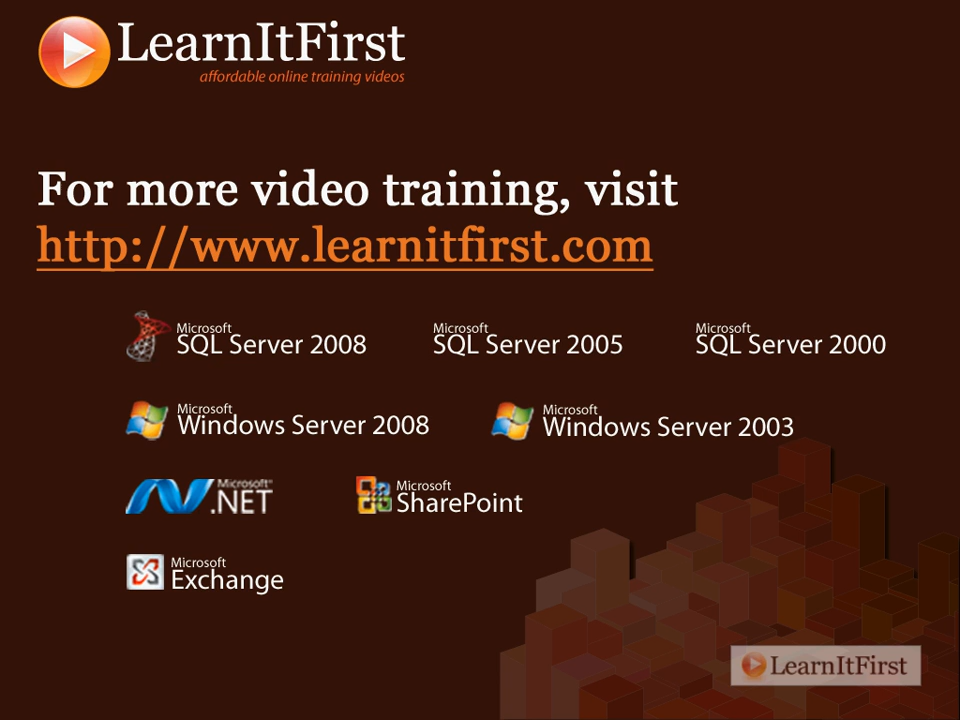 LearnItFirst
affordable online training videos
For more video training, visit
http://www.learnitfirst.com
Microsoft
SQL Server 2008
Microsoft
SQL Server 2005
Microsoft
SQL Server 2000
Microsoft
Windows Server 2008
Microsoft
Windows Server 2003
Microsoft
.NET
Microsoft
SharePoint
Microsoft
Exchange
LearnItFirst